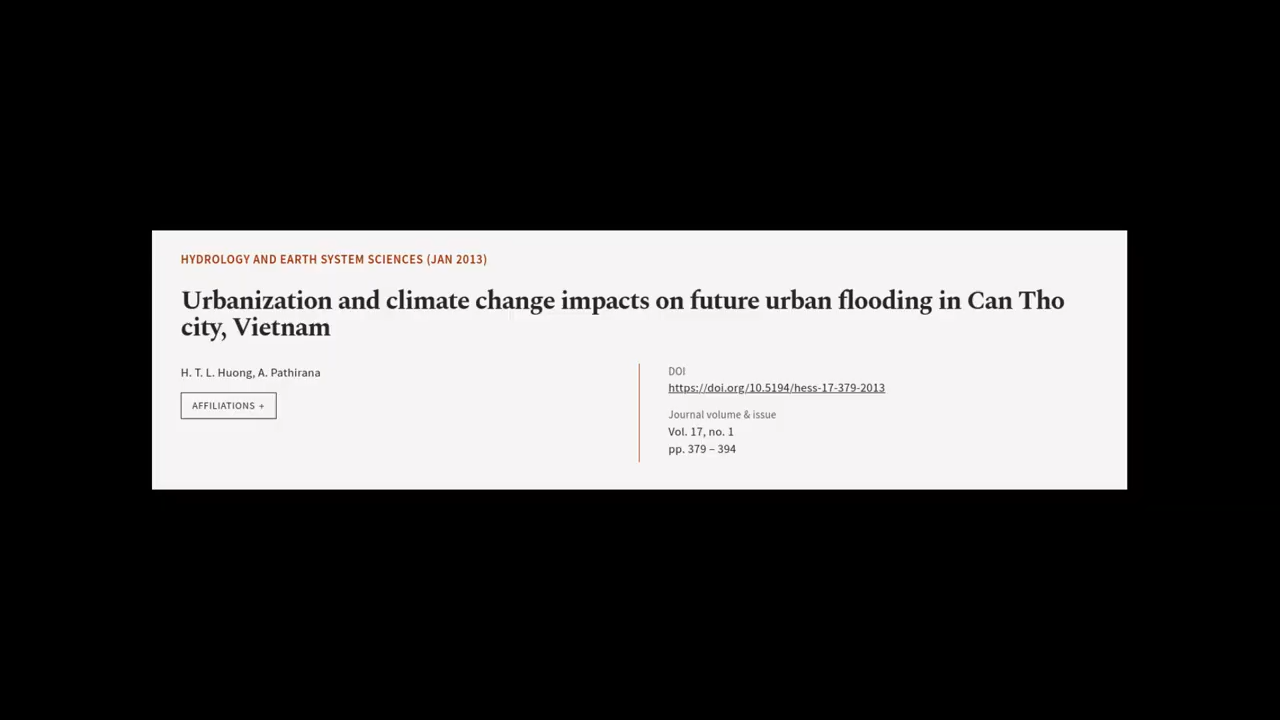 HYDROLOGY AND EARTH SYSTEM SCIENCES (JAN 2013)
Urbanization and climate change impacts on future urban flooding in Can Tho
city, Vietnam
H. T. L. Huong, A. Pathirana
AFFILIATIONS +
DOI
https://doi.org/10.5194/hess-17-379-2013
Journal volume & issue
Vol. 17, no. 1
pp. 379 – 394